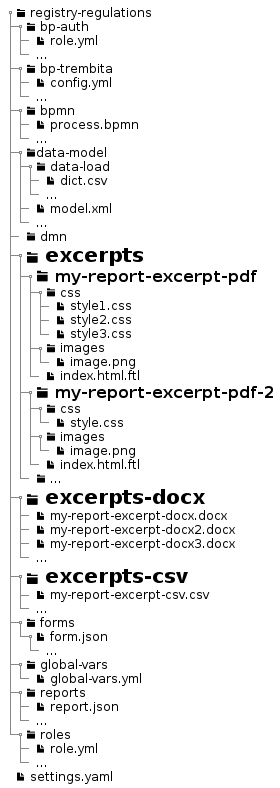 registry-regulations
bp-auth
role.yml
...
bp-trembita
config.yml
...
bpmn
process.bpmn
...
data-model
data-load
dict.csv
...
model.xml
...
dmn
excerpts
my-report-excerpt-pdf
css
style1.css
style2.css
style3.css
images
image.png
index.html.ftl
my-report-excerpt-pdf-2
css
style.css
images
image.png
index.html.ftl
...
excerpts-docx
my-report-excerpt-docx.docx
my-report-excerpt-docx2.docx
my-report-excerpt-docx3.docx
...
excerpts-csv
my-report-excerpt-csv.csv
...
forms
form.json
...
global-vars
global-vars.yml
reports
report.json
...
roles
role.yml
...
settings.yaml